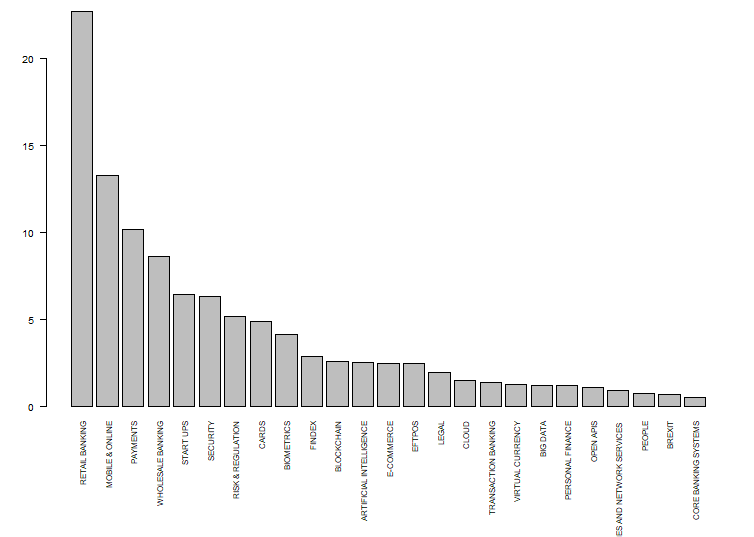 20
15
10
5
0
RETAIL BANKING
MOBILE & ONLINE
PAYMENTS
WHOLESALE BANKING
START UPS
SECURITY
RISK & REGULATION
CARDS
BIOMETRICS
FINDEX
BLOCKCHAIN
ARTIFICIAL INTELLIGENCE
E-COMMERCE
EFTPOS
LEGAL
CLOUD
TRANSACTION BANKING
VIRTUAL CURRENCY
BIG DATA
PERSONAL FINANCE
OPEN APIS
ES AND NETWORK SERVICES
PEOPLE
BREXIT
CORE BANKING SYSTEMS